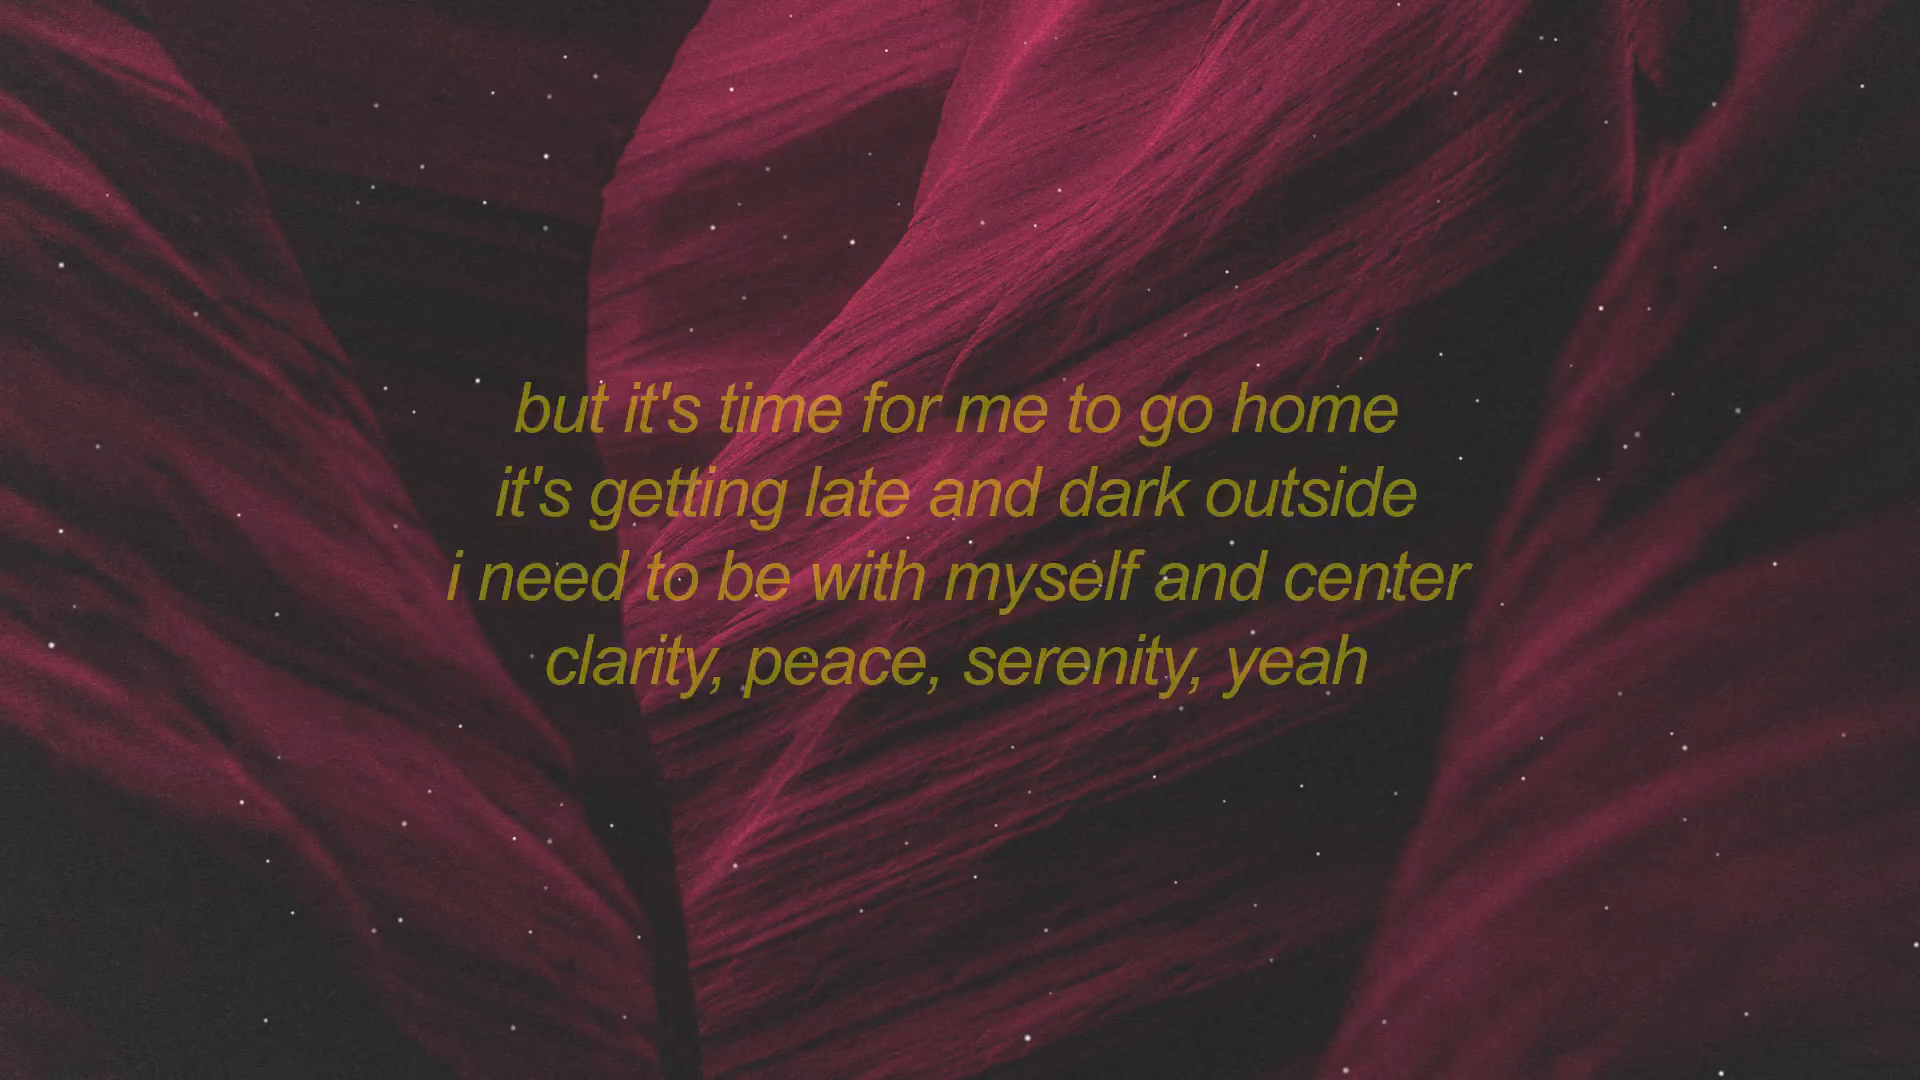 but it's time for me to go home
it's getting late and dark outside
i need to be with myself and center
clarity, peace, serenity, yeah